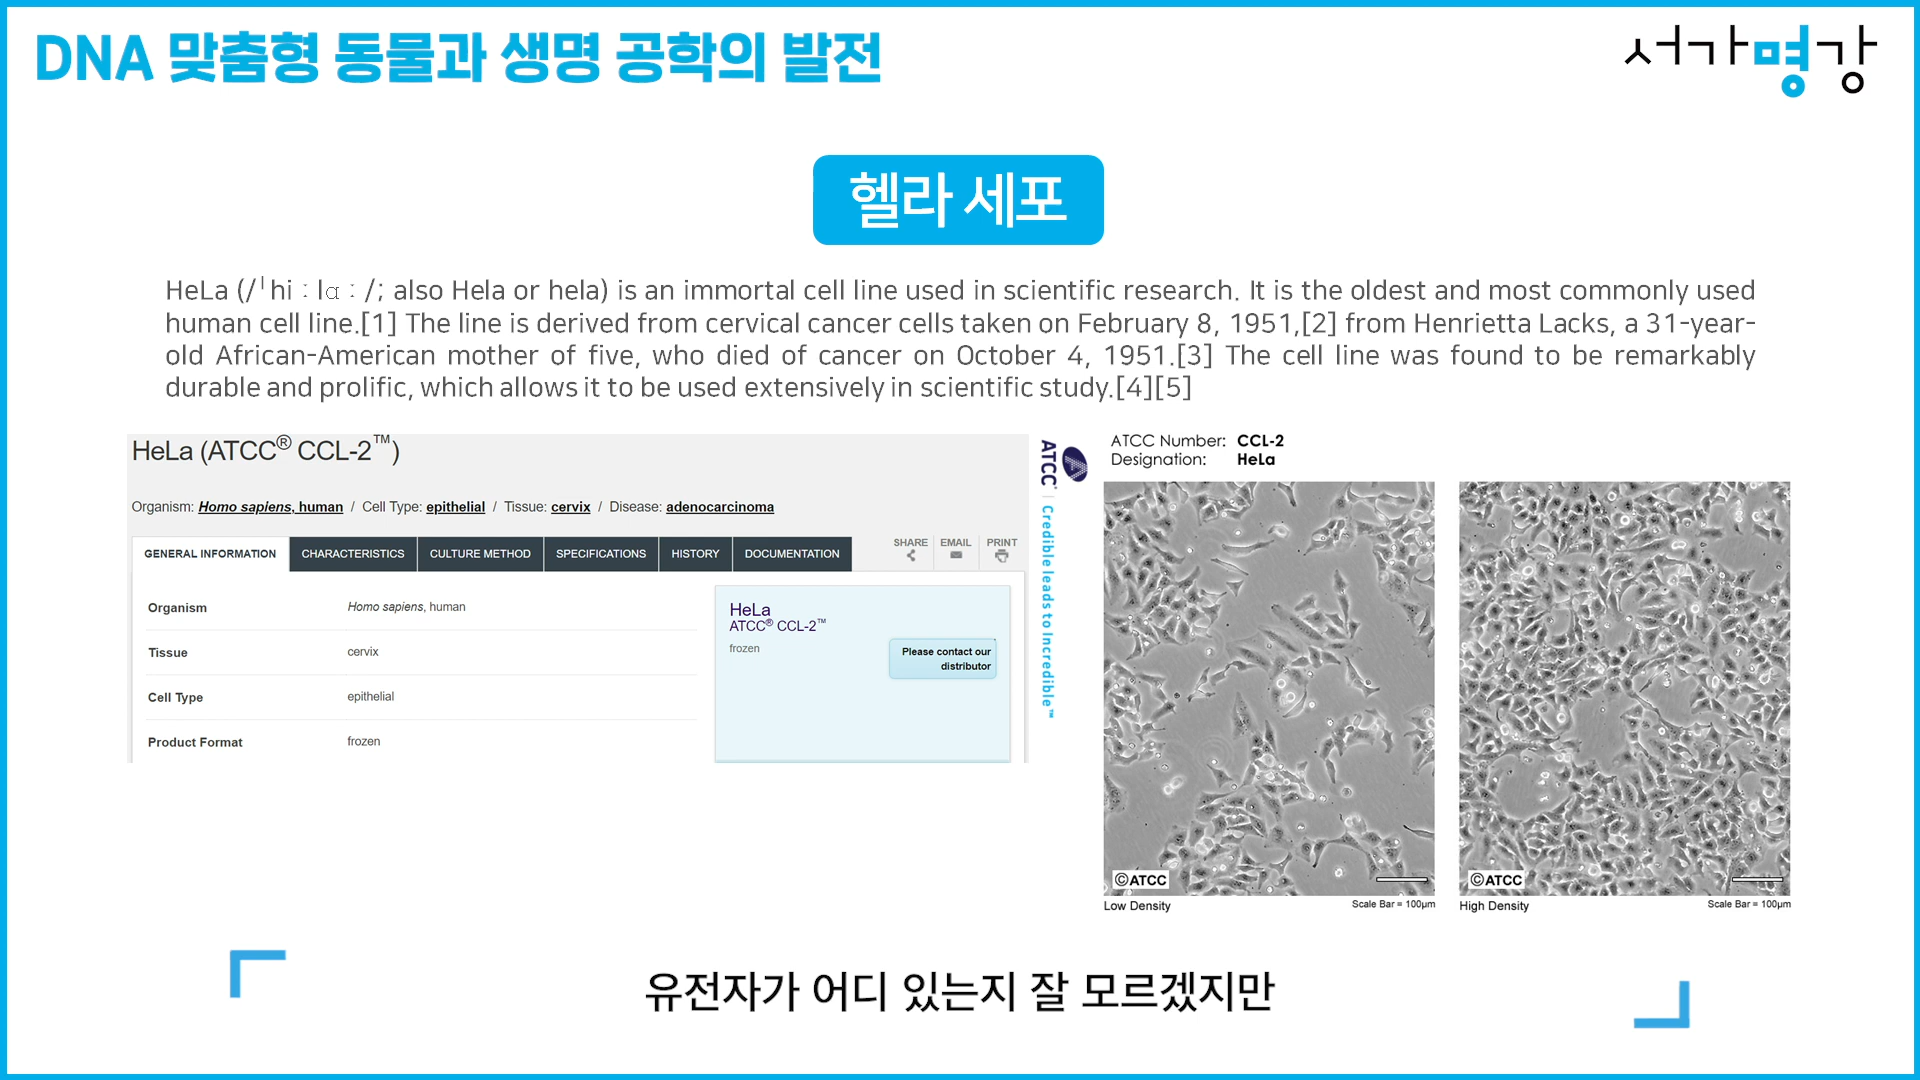 DNA 맞춤형 동물과 생명 공학의 발전
서가명강
헬라 세포
HeLa (/ˈhiːlɑː/; also Hela or hela) is an immortal cell line used in scientific research. It is the oldest and most commonly used
human cell line.[1] The line is derived from cervical cancer cells taken on February 8, 1951,[2] from Henrietta Lacks, a 31-year-
old African-American mother of five, who died of cancer on October 4, 1951.[3] The cell line was found to be remarkably
durable and prolific, which allows it to be used extensively in scientific study.[4][5]
HeLa (ATCC® CCL-2™)
Organism: Homo sapiens, human / Cell Type: epithelial / Tissue: cervix / Disease: adenocarcinoma
GENERAL INFORMATION CHARACTERISTICS CULTURE METHOD SPECIFICATIONS HISTORY DOCUMENTATION
SHARE EMAIL PRINT
Organism Homo sapiens, human
Tissue cervix
Cell Type epithelial
Product Format frozen
HeLa
ATCC® CCL-2™
frozen
Please contact our
distributor
ATCC® | Credible leads to Incredible™
ATCC Number: CCL-2
Designation: HeLa
©ATCC
Low Density Scale Bar = 100µm
©ATCC
High Density Scale Bar = 100µm
유전자가 어디 있는지 잘 모르겠지만